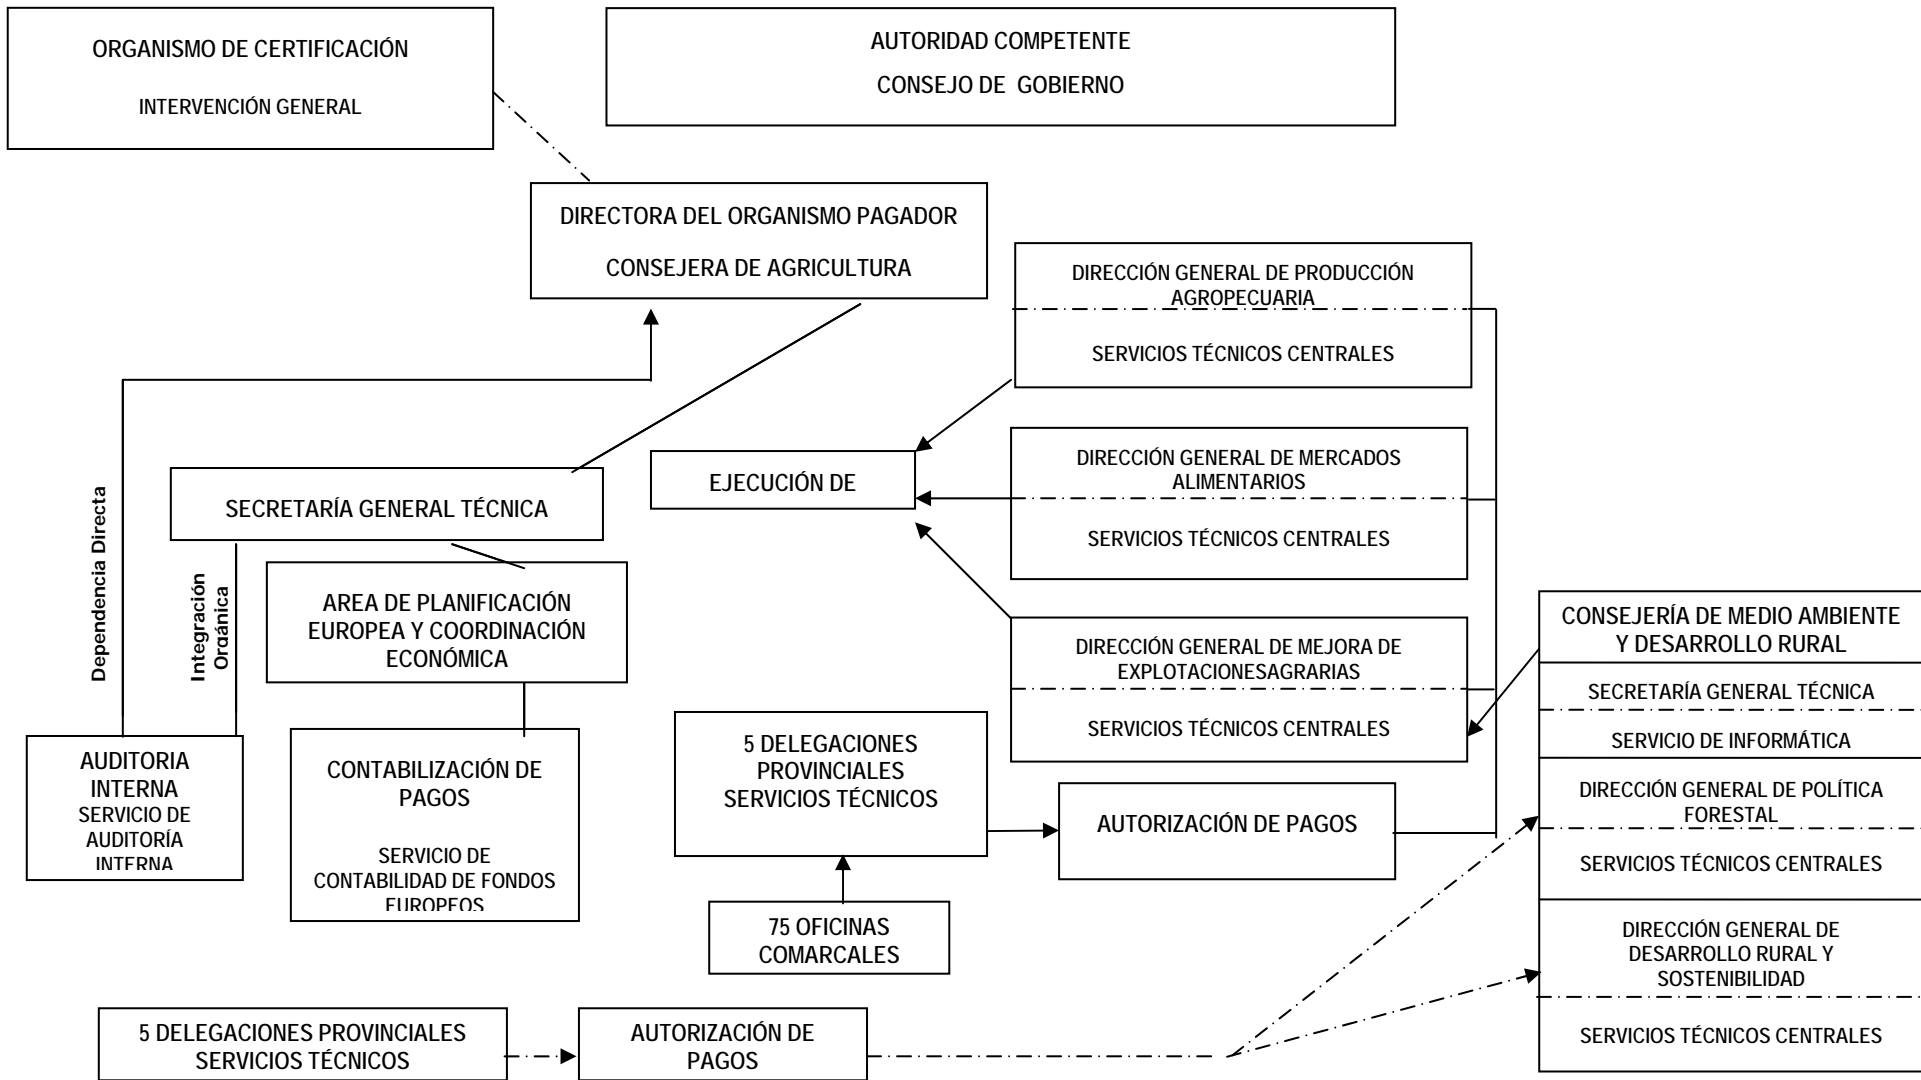 ORGANISMO DE CERTIFICACIÓN
INTERVENCIÓN GENERAL
AUTORIDAD COMPETENTE
CONSEJO DE GOBIERNO
DIRECTORA DEL ORGANISMO PAGADOR
CONSEJERA DE AGRICULTURA
DIRECCIÓN GENERAL DE PRODUCCIÓN
AGROPECUARIA
SERVICIOS TÉCNICOS CENTRALES
EJECUCIÓN DE
DIRECCIÓN GENERAL DE MERCADOS
ALIMENTARIOS
SERVICIOS TÉCNICOS CENTRALES
SECRETARÍA GENERAL TÉCNICA
Dependencia Directa
Integración
Orgánica
AREA DE PLANIFICACIÓN
EUROPEA Y COORDINACIÓN
ECONÓMICA
DIRECCIÓN GENERAL DE MEJORA DE
EXPLOTACIONESAGRARIAS
SERVICIOS TÉCNICOS CENTRALES
CONSEJERÍA DE MEDIO AMBIENTE
Y DESARROLLO RURAL
SECRETARÍA GENERAL TÉCNICA
SERVICIO DE INFORMÁTICA
DIRECCIÓN GENERAL DE POLÍTICA
FORESTAL
SERVICIOS TÉCNICOS CENTRALES
DIRECCIÓN GENERAL DE
DESARROLLO RURAL Y
SOSTENIBILIDAD
SERVICIOS TÉCNICOS CENTRALES
AUDITORIA
INTERNA
SERVICIO DE
AUDITORÍA
INTERNA
CONTABILIZACIÓN DE
PAGOS
SERVICIO DE
CONTABILIDAD DE FONDOS
EUROPEOS
5 DELEGACIONES
PROVINCIALES
SERVICIOS TÉCNICOS
AUTORIZACIÓN DE PAGOS
75 OFICINAS
COMARCALES
5 DELEGACIONES PROVINCIALES
SERVICIOS TÉCNICOS
AUTORIZACIÓN DE
PAGOS